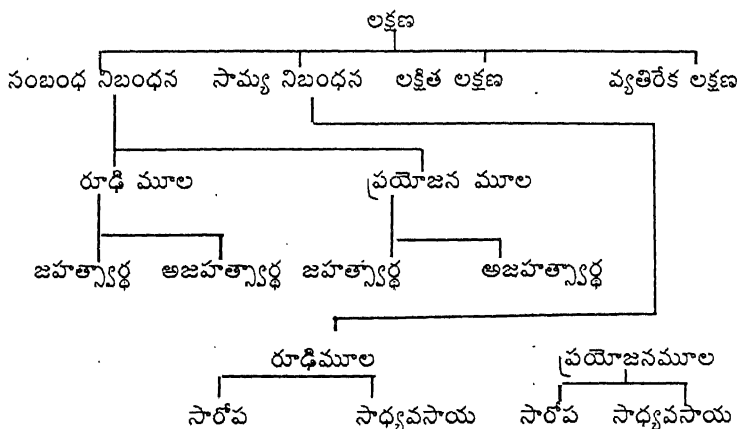 లక్షణ
సంబంధ నిబంధన సామ్య నిబంధన లక్షిత లక్షణ వ్యతిరేక లక్షణ
రూఢి మూల ప్రయోజన మూల
జహత్స్వార్థ అజహత్స్వార్థ జహత్స్వార్థ అజహత్స్వార్థ
రూఢిమూల ప్రయోజనమూల
సారోప సాధ్యవసాయ సారోప సాధ్యవసాయ